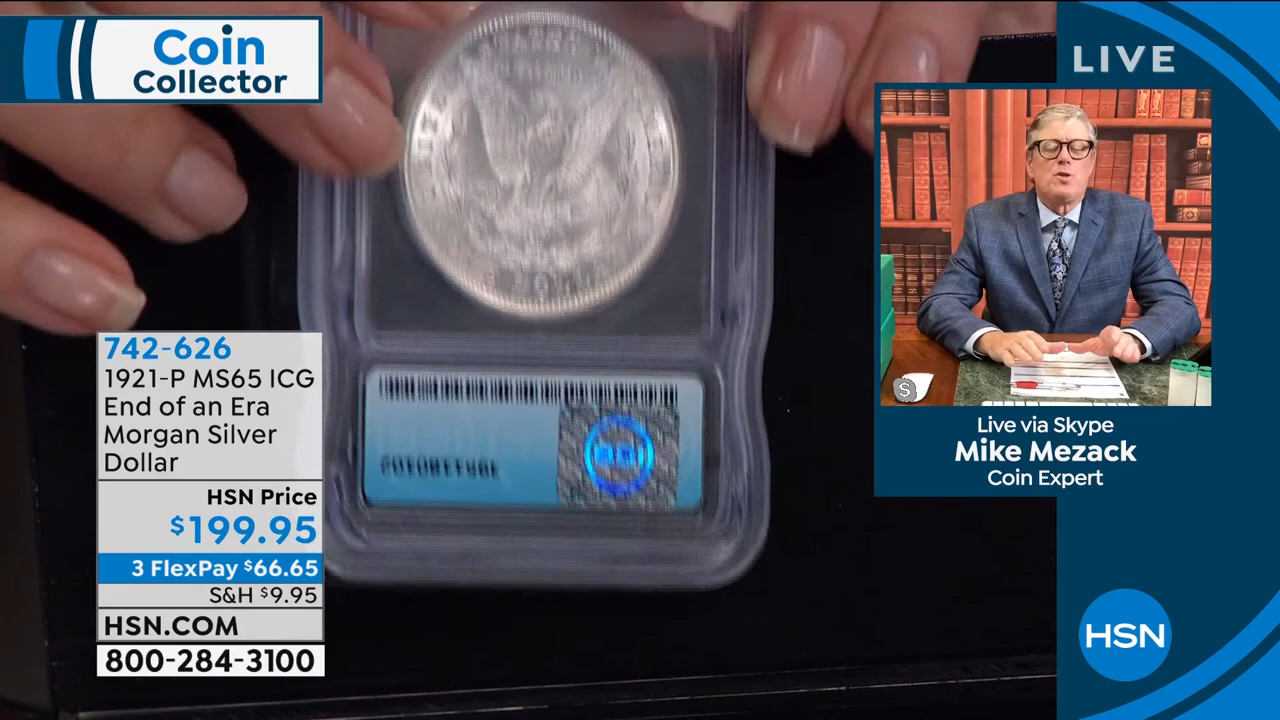 Coin
Collector
LIVE
742-626
1921-P MS65 ICG
End of an Era
Morgan Silver
Dollar
HSN Price
$199.95
3 FlexPay $66.65
S&H $9.95
HSN.COM
800-284-3100
Live via Skype
Mike Mezack
Coin Expert
HSN